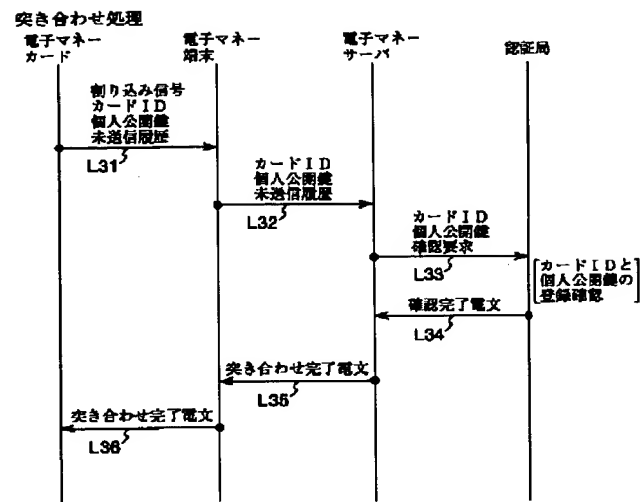 突き合わせ処理
電子マネー
カード
電子マネー
端末
電子マネー
サーバ
認証局
割り込み信号
カードID
個人公開鍵
未送信履歴
L31
カードID
個人公開鍵
未送信履歴
L32
カードID
個人公開鍵
確認要求
L33
カードIDと
個人公開鍵の
登録確認
確認完了電文
L34
突き合わせ完了電文
L35
突き合わせ完了電文
L36